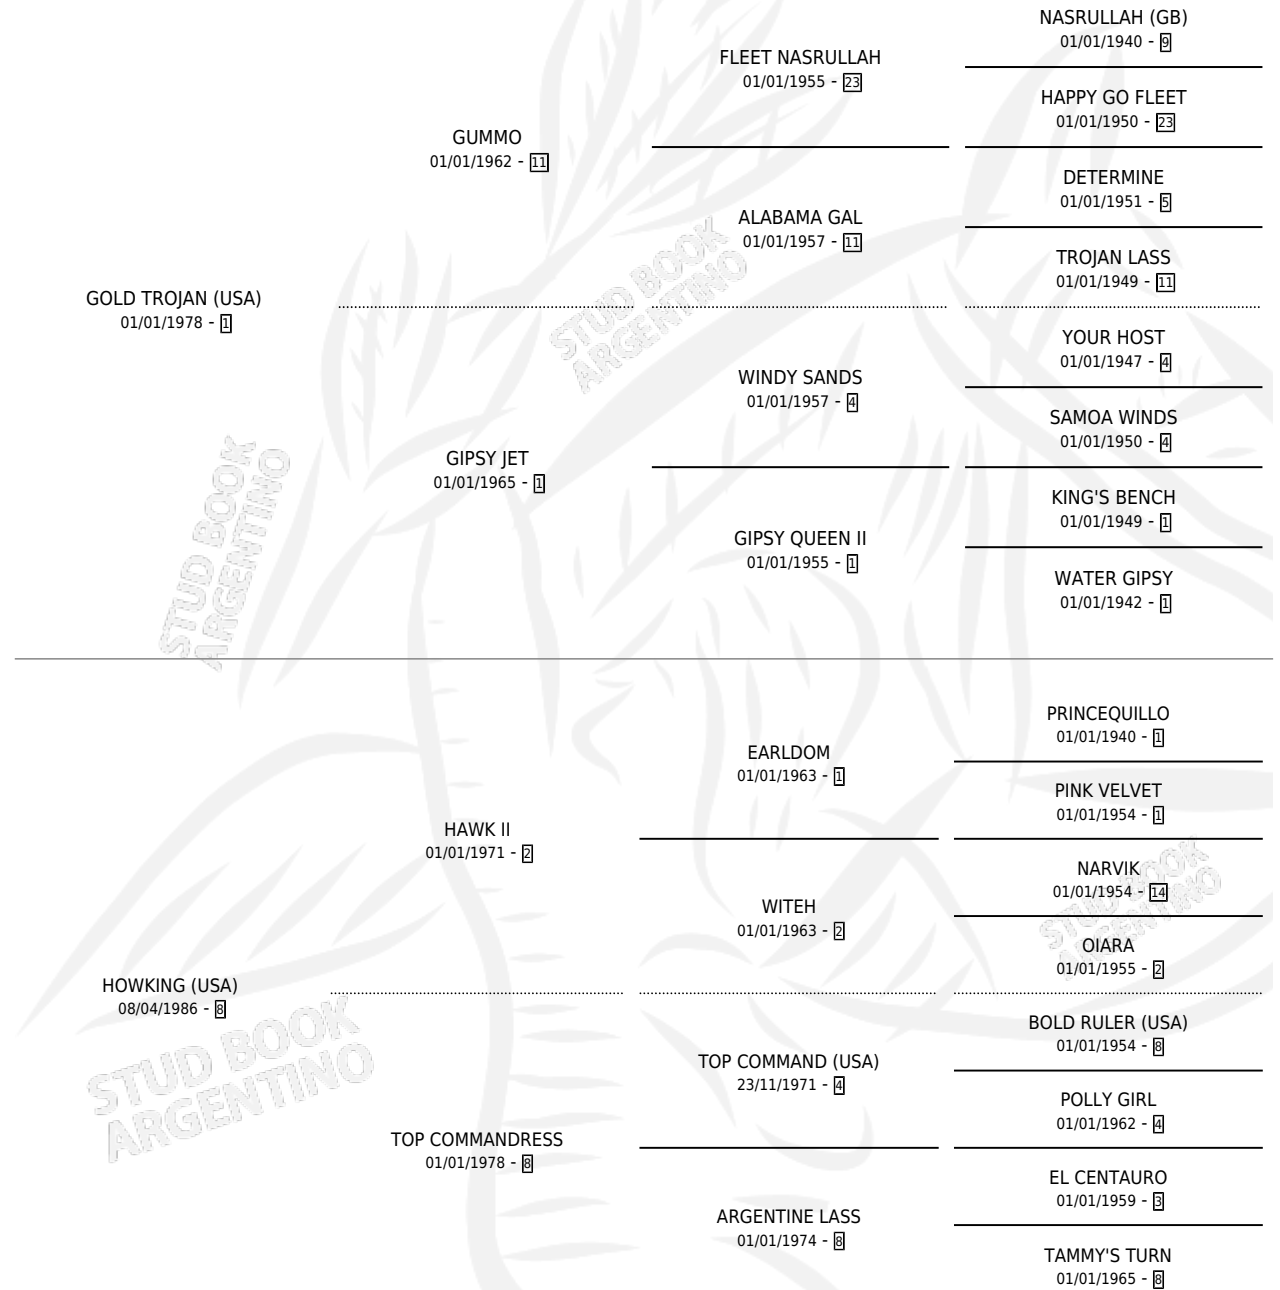 NASRULLAH (GB)
01/01/1940 - 9
FLEET NASRULLAH
01/01/1955 - 23
HAPPY GO FLEET
01/01/1950 - 23
GUMMO
01/01/1962 - 11
DETERMINE
01/01/1951 - 5
ALABAMA GAL
01/01/1957 - 11
TROJAN LASS
01/01/1949 - 11
GOLD TROJAN (USA)
01/01/1978 - 1
YOUR HOST
01/01/1947 - 4
WINDY SANDS
01/01/1957 - 4
SAMOA WINDS
01/01/1950 - 4
GIPSY JET
01/01/1965 - 1
KING'S BENCH
01/01/1949 - 1
GIPSY QUEEN II
01/01/1955 - 1
WATER GIPSY
01/01/1942 - 1
STUD BOOK
ARGENTINO
STUD BOOK
ARGENTINO
PRINCEQUILLO
01/01/1940 - 1
EARLDOM
01/01/1963 - 1
PINK VELVET
01/01/1954 - 1
HAWK II
01/01/1971 - 2
NARVIK
01/01/1954 - 14
WITEH
01/01/1963 - 2
OIARA
01/01/1955 - 2
HOWKING (USA)
08/04/1986 - 8
BOLD RULER (USA)
01/01/1954 - 8
TOP COMMAND (USA)
23/11/1971 - 4
POLLY GIRL
01/01/1962 - 4
TOP COMMANDRESS
01/01/1978 - 8
EL CENTAURO
01/01/1959 - 3
ARGENTINE LASS
01/01/1974 - 8
TAMMY'S TURN
01/01/1965 - 8
STUD BOOK
ARGENTINO
STUD BOOK
ARGENTINO